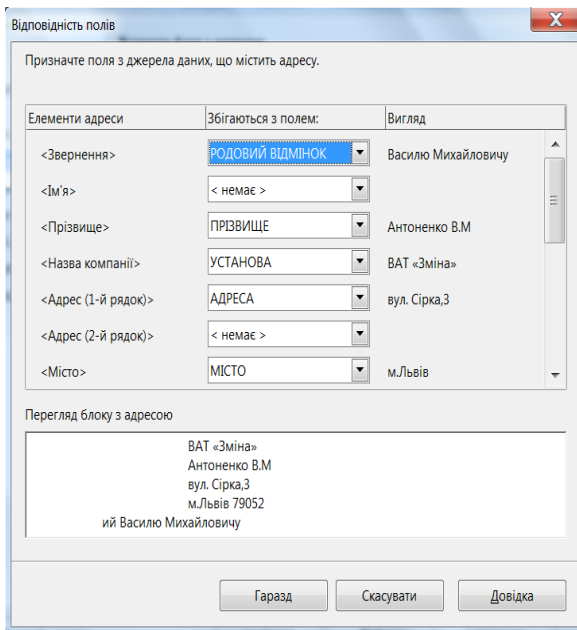 Відповідність полів
Призначте поля з джерела даних, що містить адресу.
Елементи адреси Збігаються з полем: Вигляд
<Звернення> РОДОВИЙ ВІДМІНОК Василю Михайловичу
<Ім'я> < немає >
<Прізвище> ПРІЗВИЩЕ Антоненко В.М
<Назва компанії> УСТАНОВА ВАТ «Зміна»
<Адрес (1-й рядок)> АДРЕСА вул. Сірка,3
<Адрес (2-й рядок)> < немає >
<Місто> МІСТО м.Львів
Перегляд блоку з адресою
ВАТ «Зміна»
Антоненко В.М
вул. Сірка,3
м.Львів 79052
ий Василю Михайловичу
Гаразд Скасувати Довідка